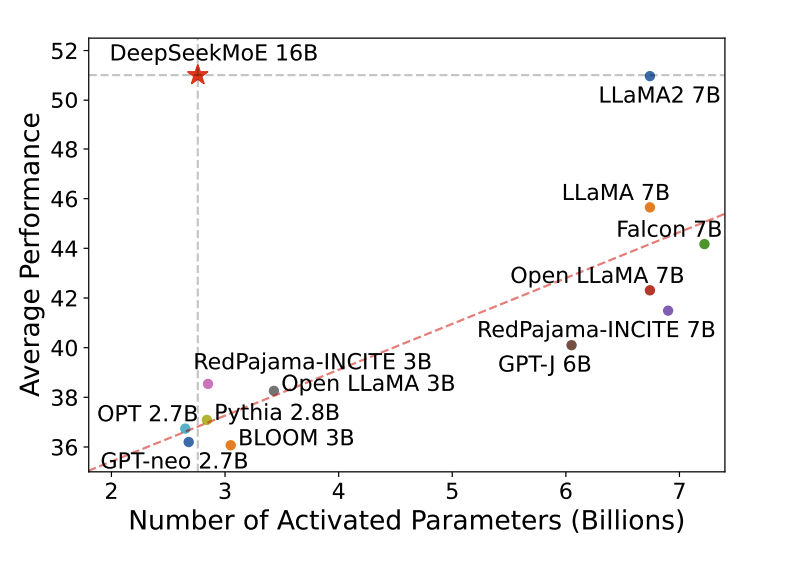 DeepSeekMoE 16B
52
50
LLaMA2 7B
48
46
LLaMA 7B
Falcon 7B
44
Open LLaMA 7B
42
RedPajama-INCITE 7B
40
GPT-J 6B
RedPajama-INCITE 3B
Open LLaMA 3B
38
OPT 2.7B
Pythia 2.8B
BLOOM 3B
36
GPT-neo 2.7B
2 3 4 5 6 7
Number of Activated Parameters (Billions)
Average Performance